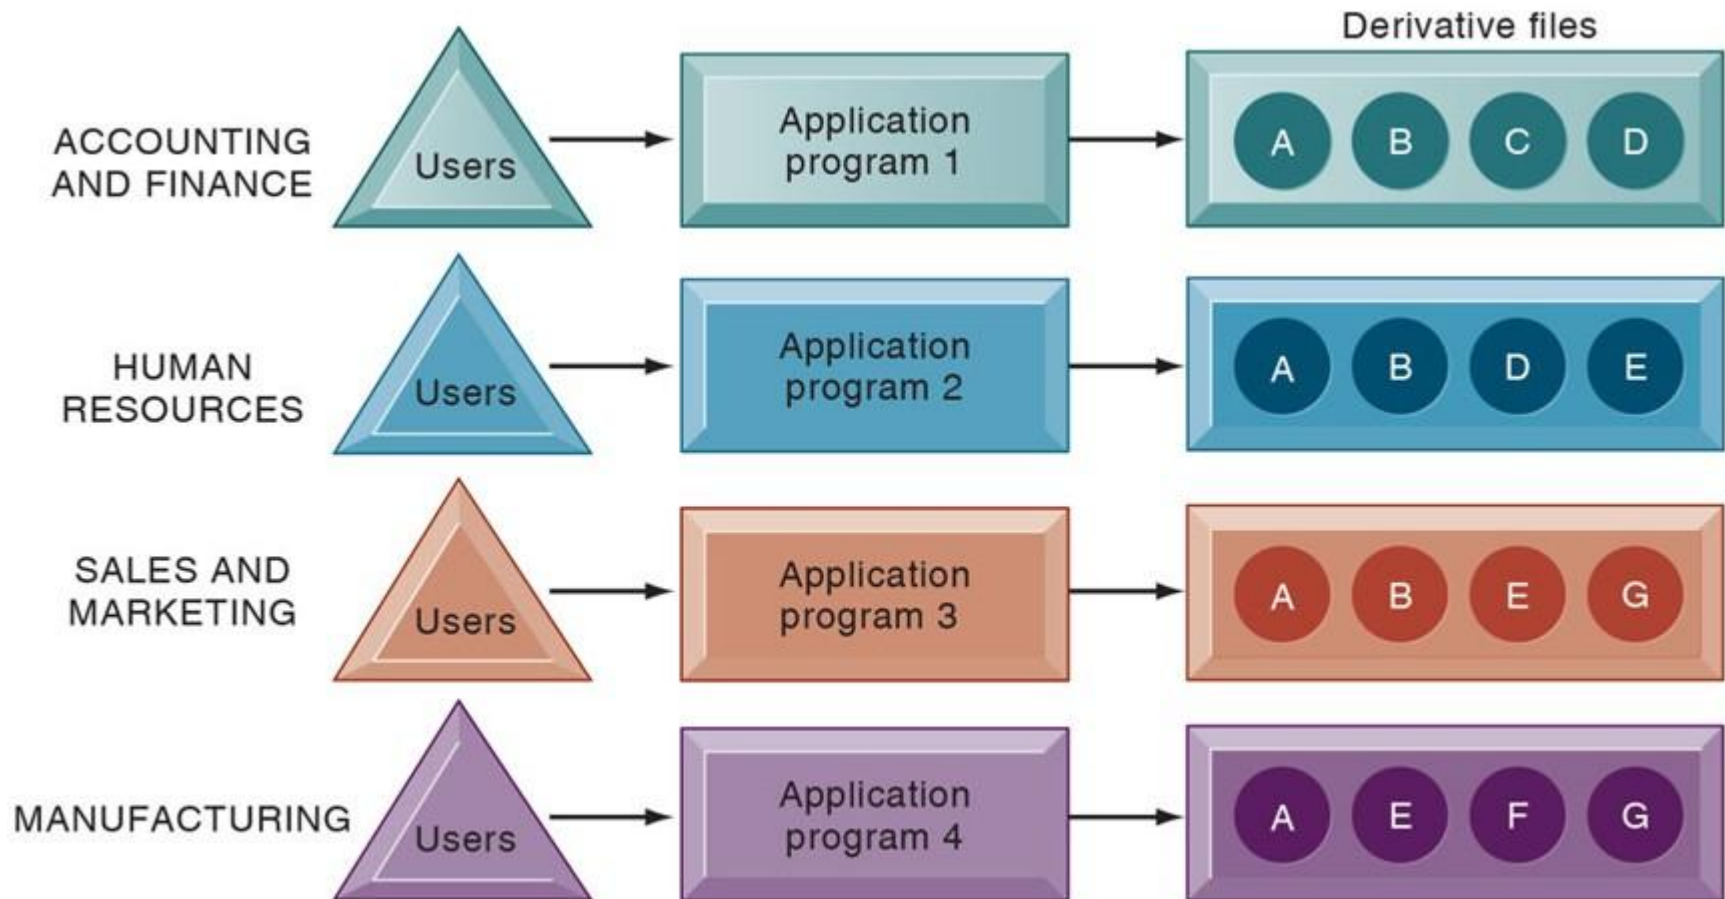 Derivative files
ACCOUNTING
AND FINANCE
Users
Application
program 1
A B C D
HUMAN
RESOURCES
Users
Application
program 2
A B D E
SALES AND
MARKETING
Users
Application
program 3
A B E G
MANUFACTURING
Users
Application
program 4
A E F G